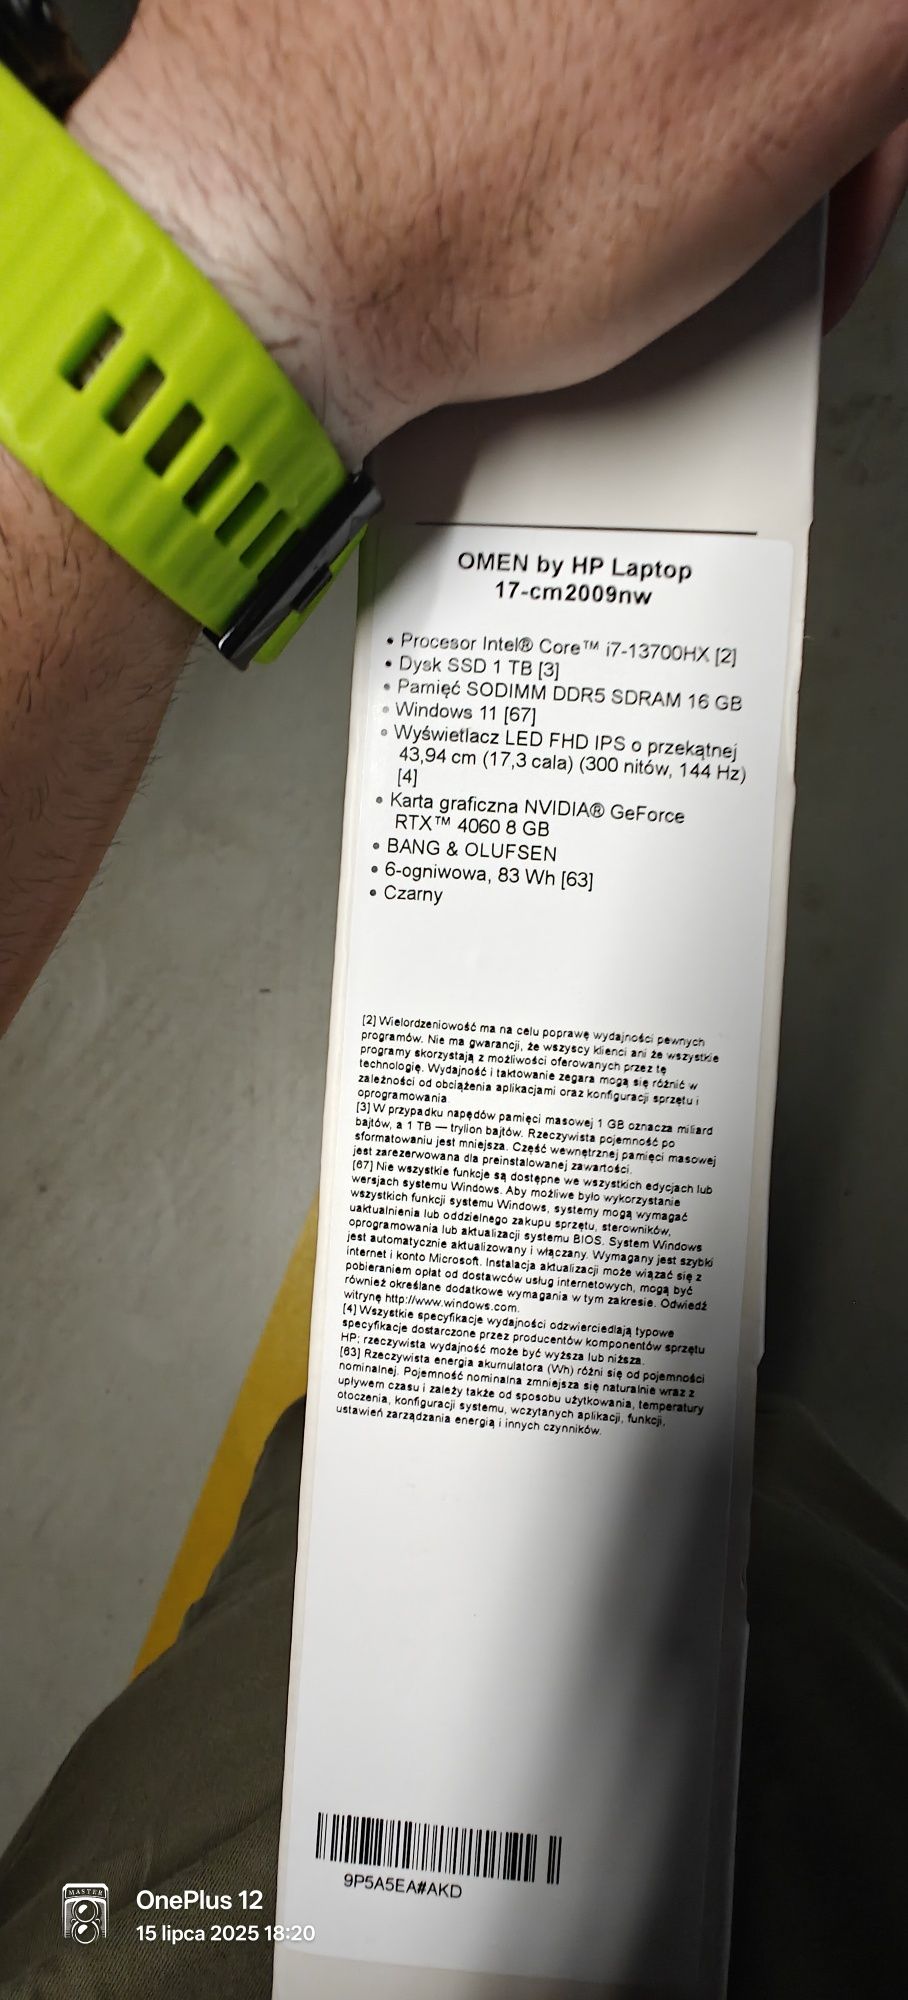 OMEN by HP Laptop
17-cm2009nw
• Procesor Intel® Core™ i7-13700HX [2]
• Dysk SSD 1 TB [3]
• Pamięć SODIMM DDR5 SDRAM 16 GB
• Windows 11 [67]
• Wyświetlacz LED FHD IPS o przekątnej
43,94 cm (17,3 cala) (300 nitów, 144 Hz)
[4]
• Karta graficzna NVIDIA® GeForce
RTX™ 4060 8 GB
• BANG & OLUFSEN
• 6-ogniwowa, 83 Wh [63]
• Czarny
[2] Wielordzeniowość ma na celu poprawę wydajności pewnych
programów. Nie ma gwarancji, że wszyscy klienci ani że wszystkie
programy skorzystają z możliwości oferowanych przez tę
technologię. Wydajność i taktowanie zegara mogą się różnić w
zależności od obciążenia aplikacjami oraz konfiguracji sprzętu i
oprogramowania.
[3] W przypadku napędów pamięci masowej 1 GB oznacza miliard
bajtów, a 1 TB — trylion bajtów. Rzeczywista pojemność po
sformatowaniu jest mniejsza. Część wewnętrznej pamięci masowej
jest zarezerwowana dla preinstalowanej zawartości.
[67] Nie wszystkie funkcje są dostępne we wszystkich edycjach lub
wersjach systemu Windows. Aby możliwe było wykorzystanie
wszystkich funkcji systemu Windows, systemy mogą wymagać
uaktualnienia lub oddzielnego zakupu sprzętu, sterowników,
oprogramowania lub aktualizacji systemu BIOS. System Windows
jest automatycznie aktualizowany i włączany. Wymagany jest szybki
internet i konto Microsoft. Instalacja aktualizacji może wiązać się z
pobieraniem opłat od dostawców usług internetowych, mogą być
również określane dodatkowe wymagania w tym zakresie. Odwiedź
witrynę http://www.windows.com.
[4] Wszystkie specyfikacje wydajności odzwierciedlają typowe
specyfikacje dostarczone przez producentów komponentów sprzętu
HP; rzeczywista wydajność może być wyższa lub niższa.
[63] Rzeczywista energia akumulatora (Wh) różni się od pojemności
nominalnej. Pojemność nominalna zmniejsza się naturalnie wraz z
upływem czasu i zależy także od sposobu użytkowania, temperatury
otoczenia, konfiguracji systemu, wczytanych aplikacji, funkcji,
ustawień zarządzania energią i innych czynników.
9P5A5EA#AKD
MASTER
OnePlus 12
15 lipca 2025 18:20